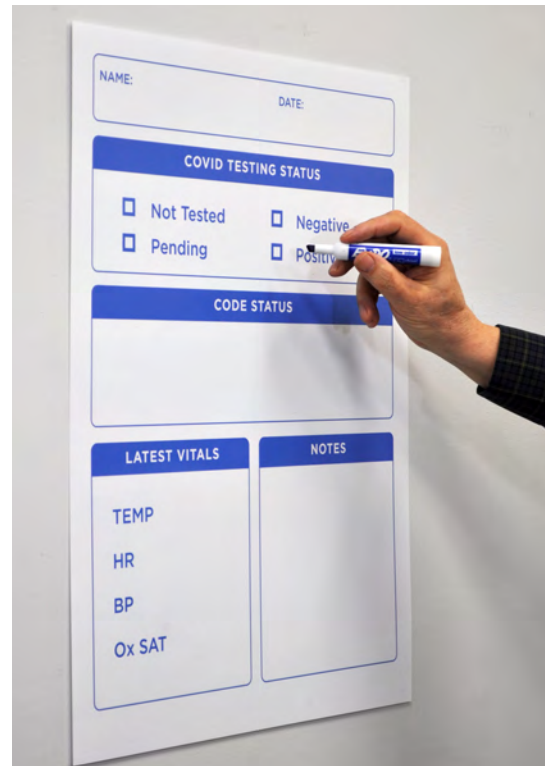 NAME:
DATE:
COVID TESTING STATUS
Not Tested
Negative
Pending
CODE STATUS
LATEST VITALS
NOTES
TEMP
HR
BP
Ox SAT
EXPO